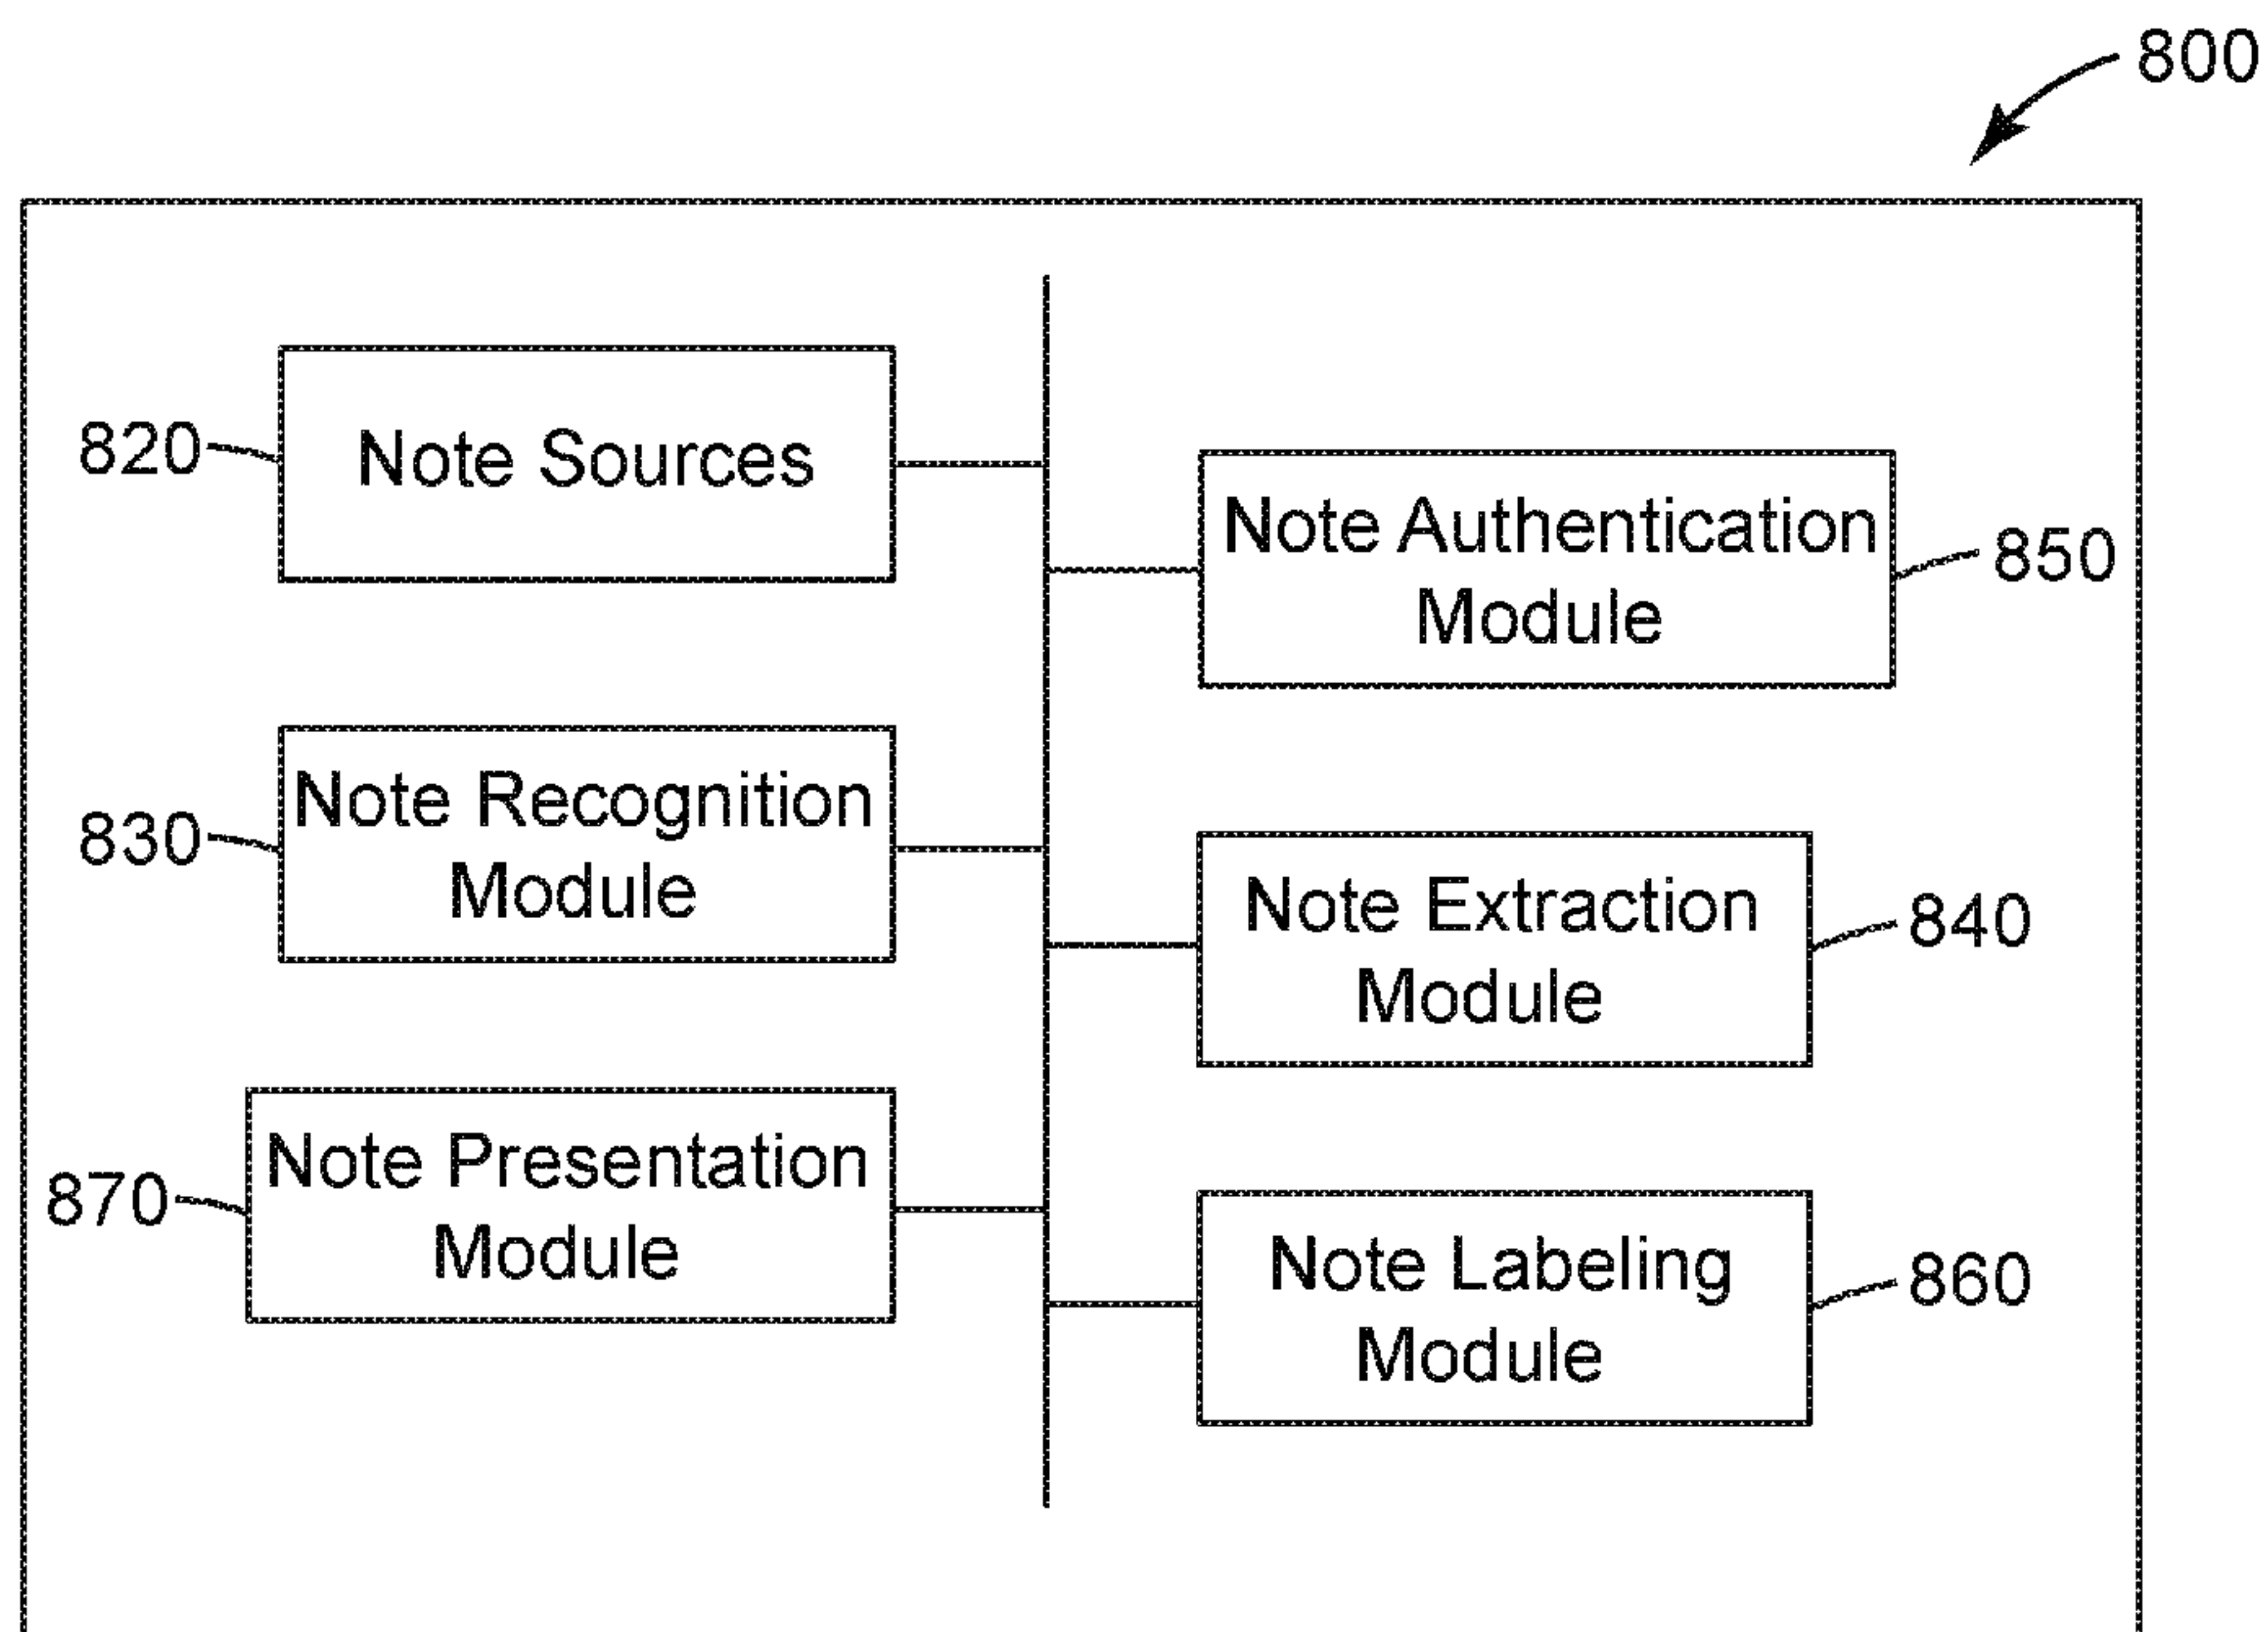 800
820
Note Sources
Note Authentication
Module
850
830
Note Recognition
Module
Note Extraction
Module
840
870
Note Presentation
Module
Note Labeling
Module
860